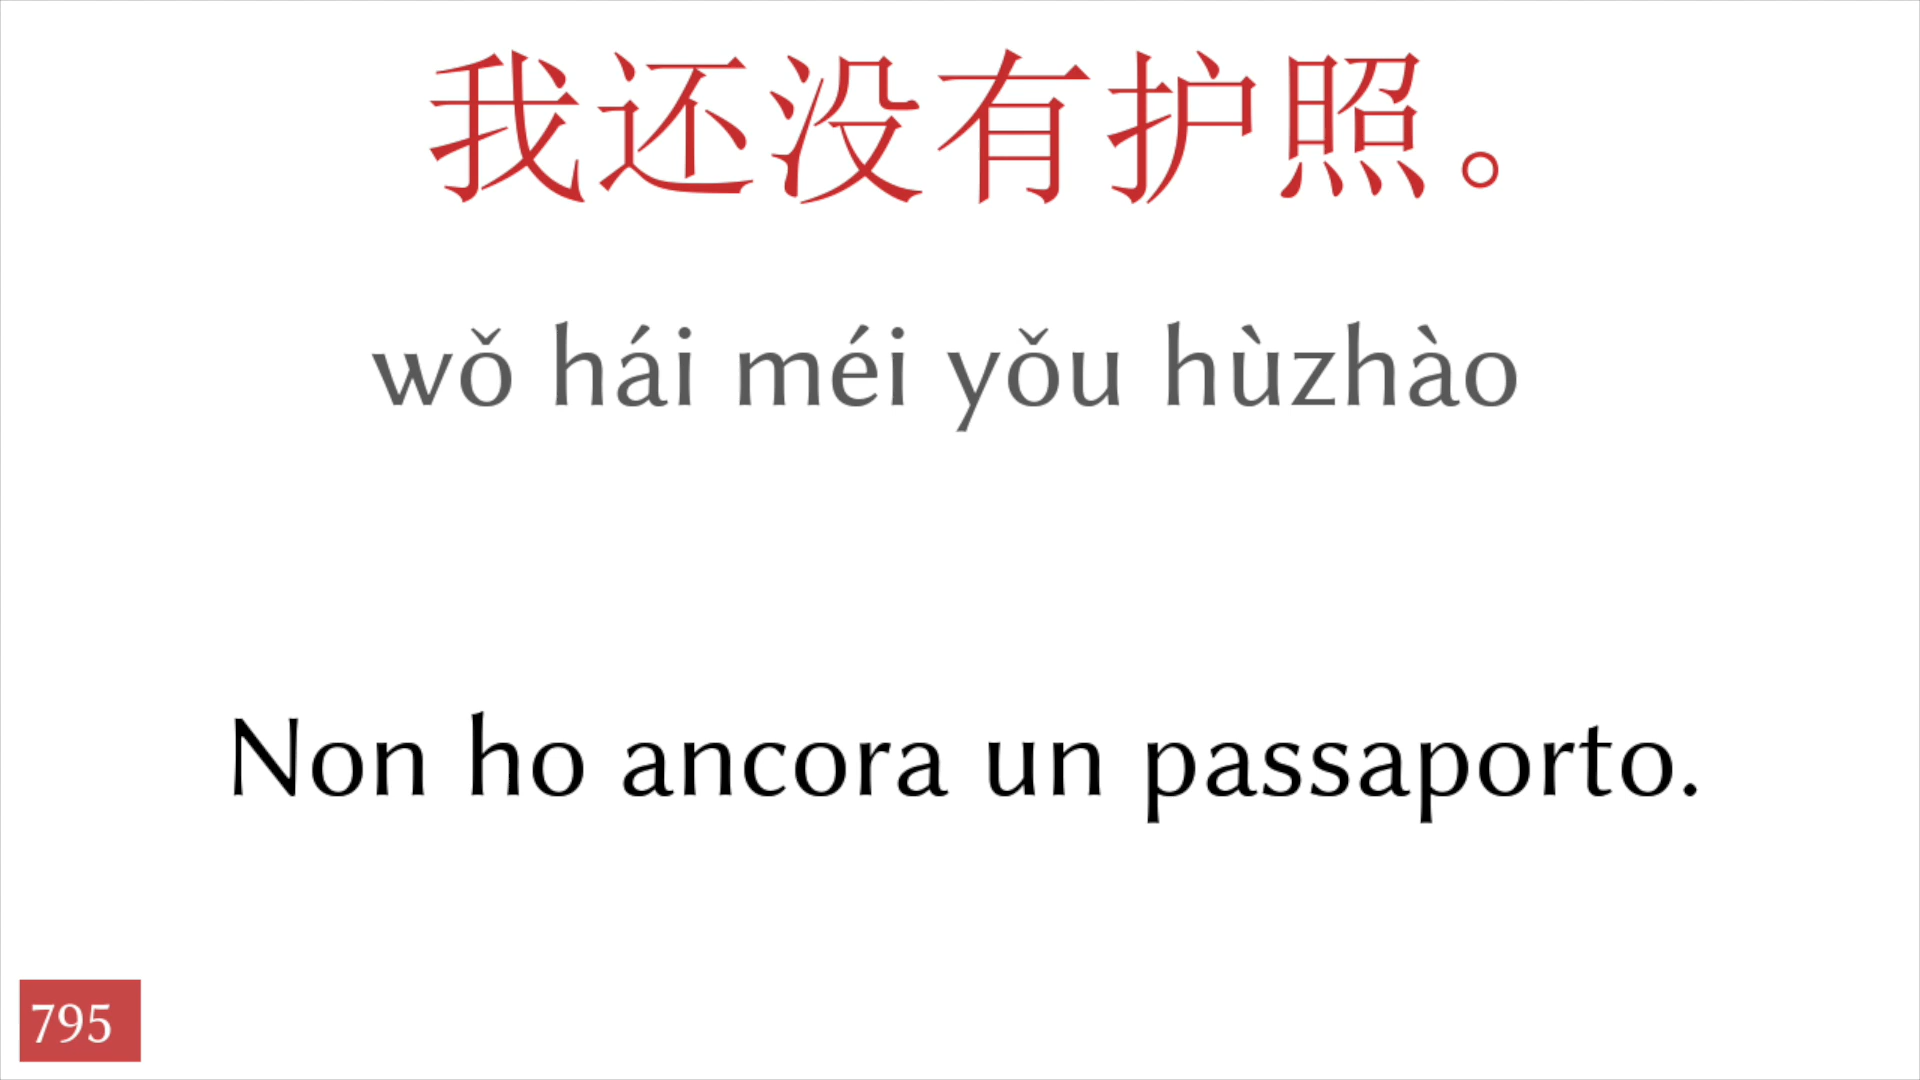 我还没有护照。
wǒ hái méi yǒu hùzhào
Non ho ancora un passaporto.
795